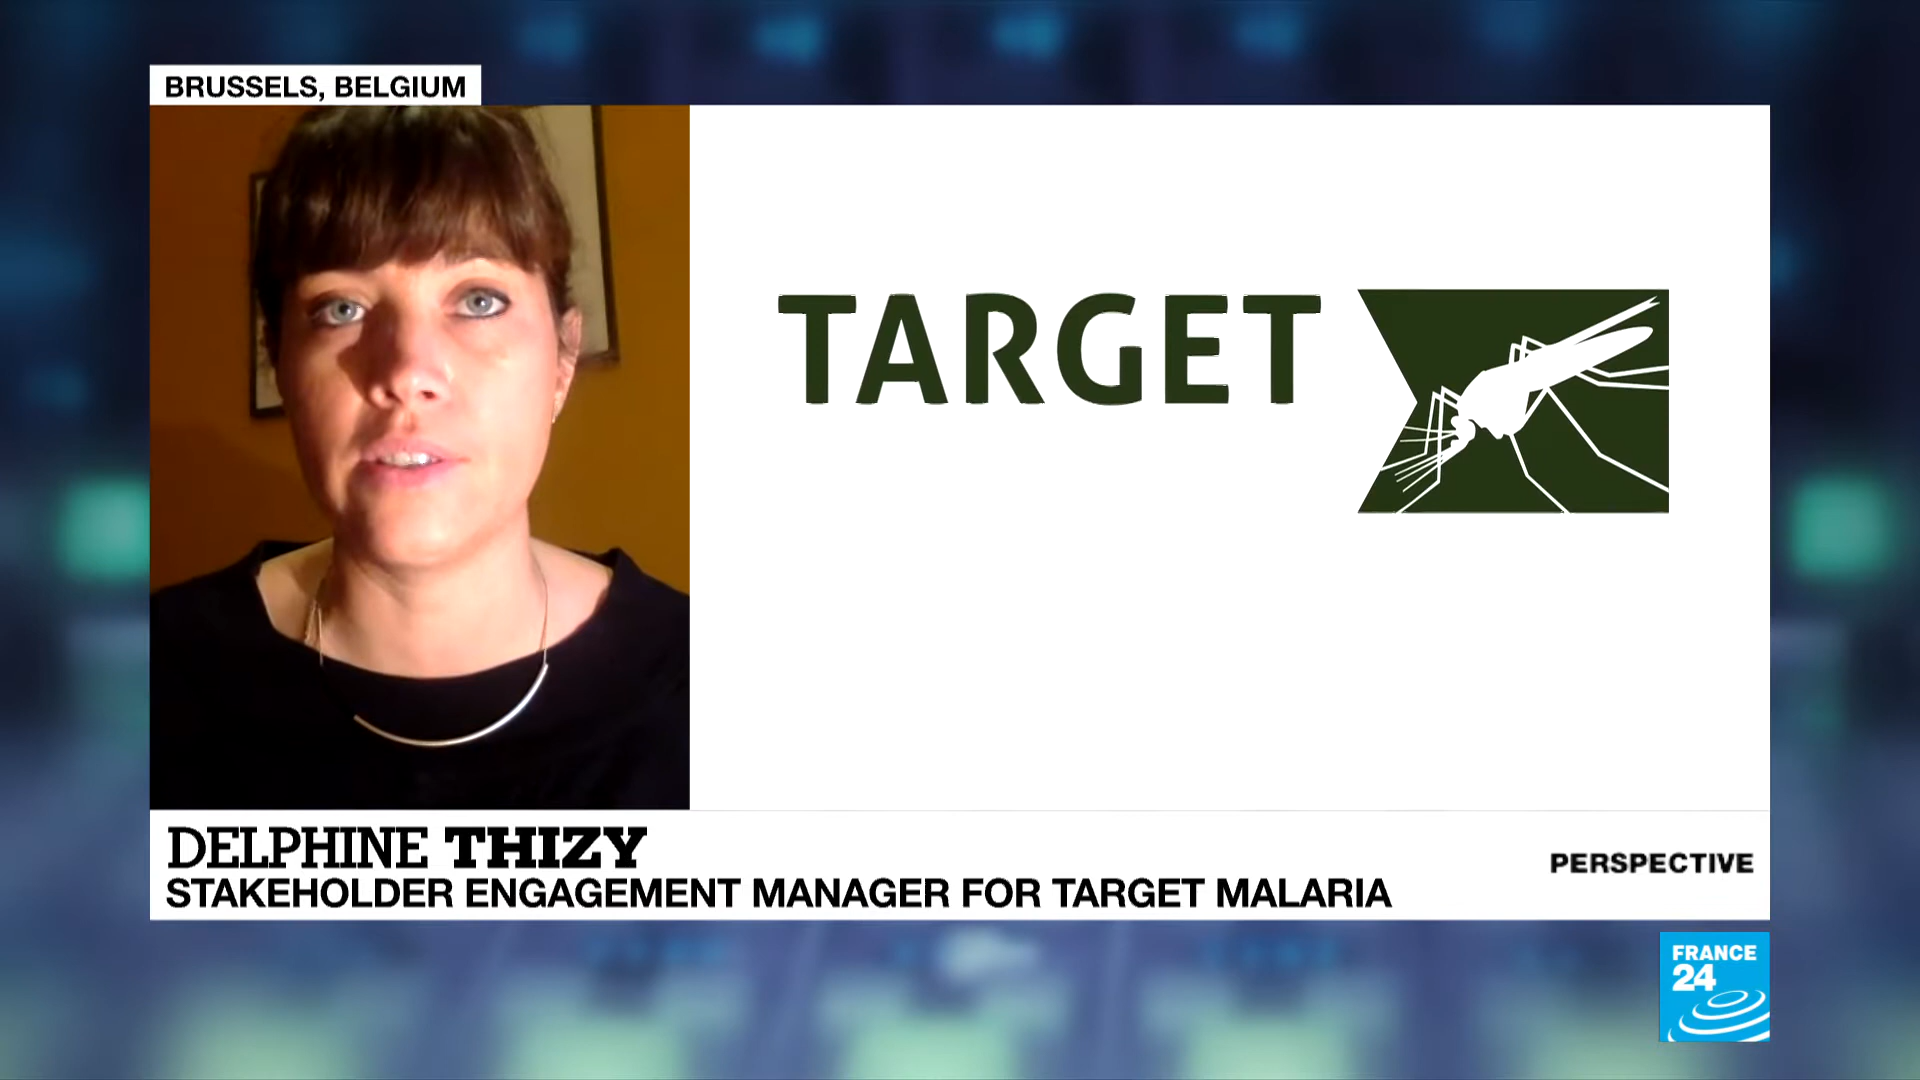 BRUSSELS, BELGIUM
TARGET
DELPHINE THIZY
STAKEHOLDER ENGAGEMENT MANAGER FOR TARGET MALARIA
PERSPECTIVE
FRANCE
24